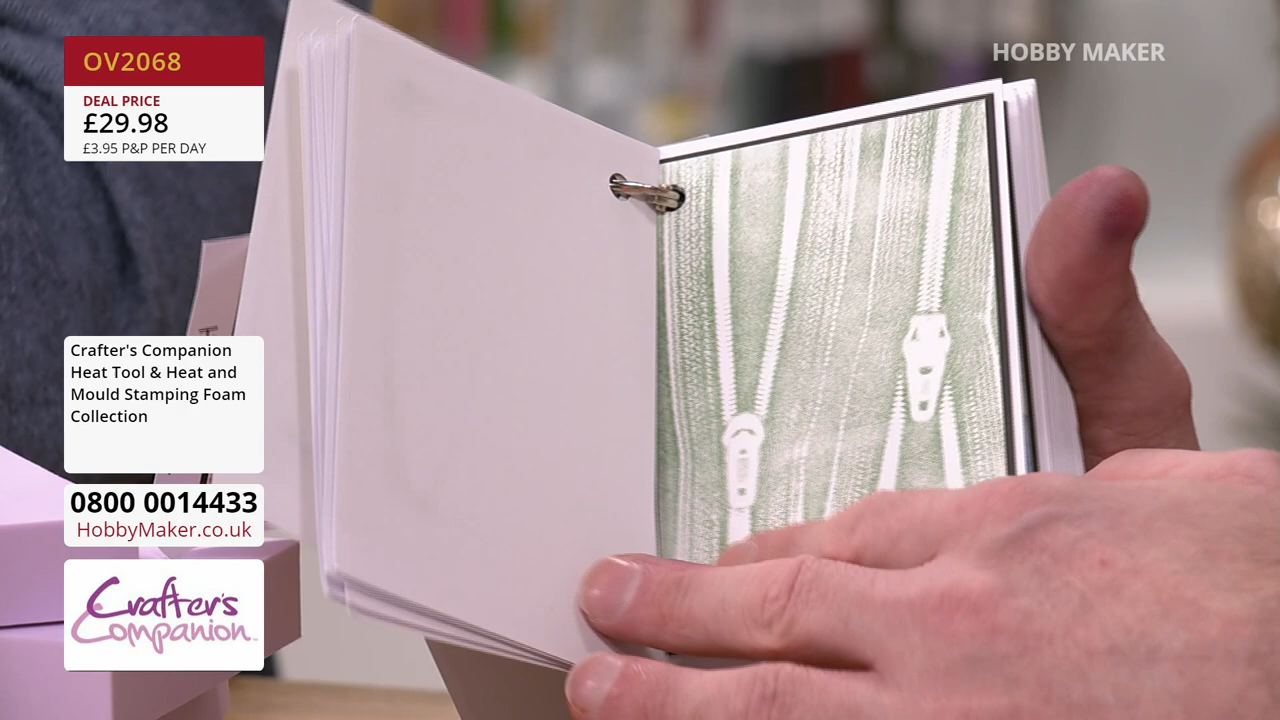 OV2068
DEAL PRICE
£29.98
£3.95 P&P PER DAY
HOBBY MAKER
Crafter's Companion
Heat Tool & Heat and
Mould Stamping Foam
Collection
0800 0014433
HobbyMaker.co.uk
Crafter's
Companion